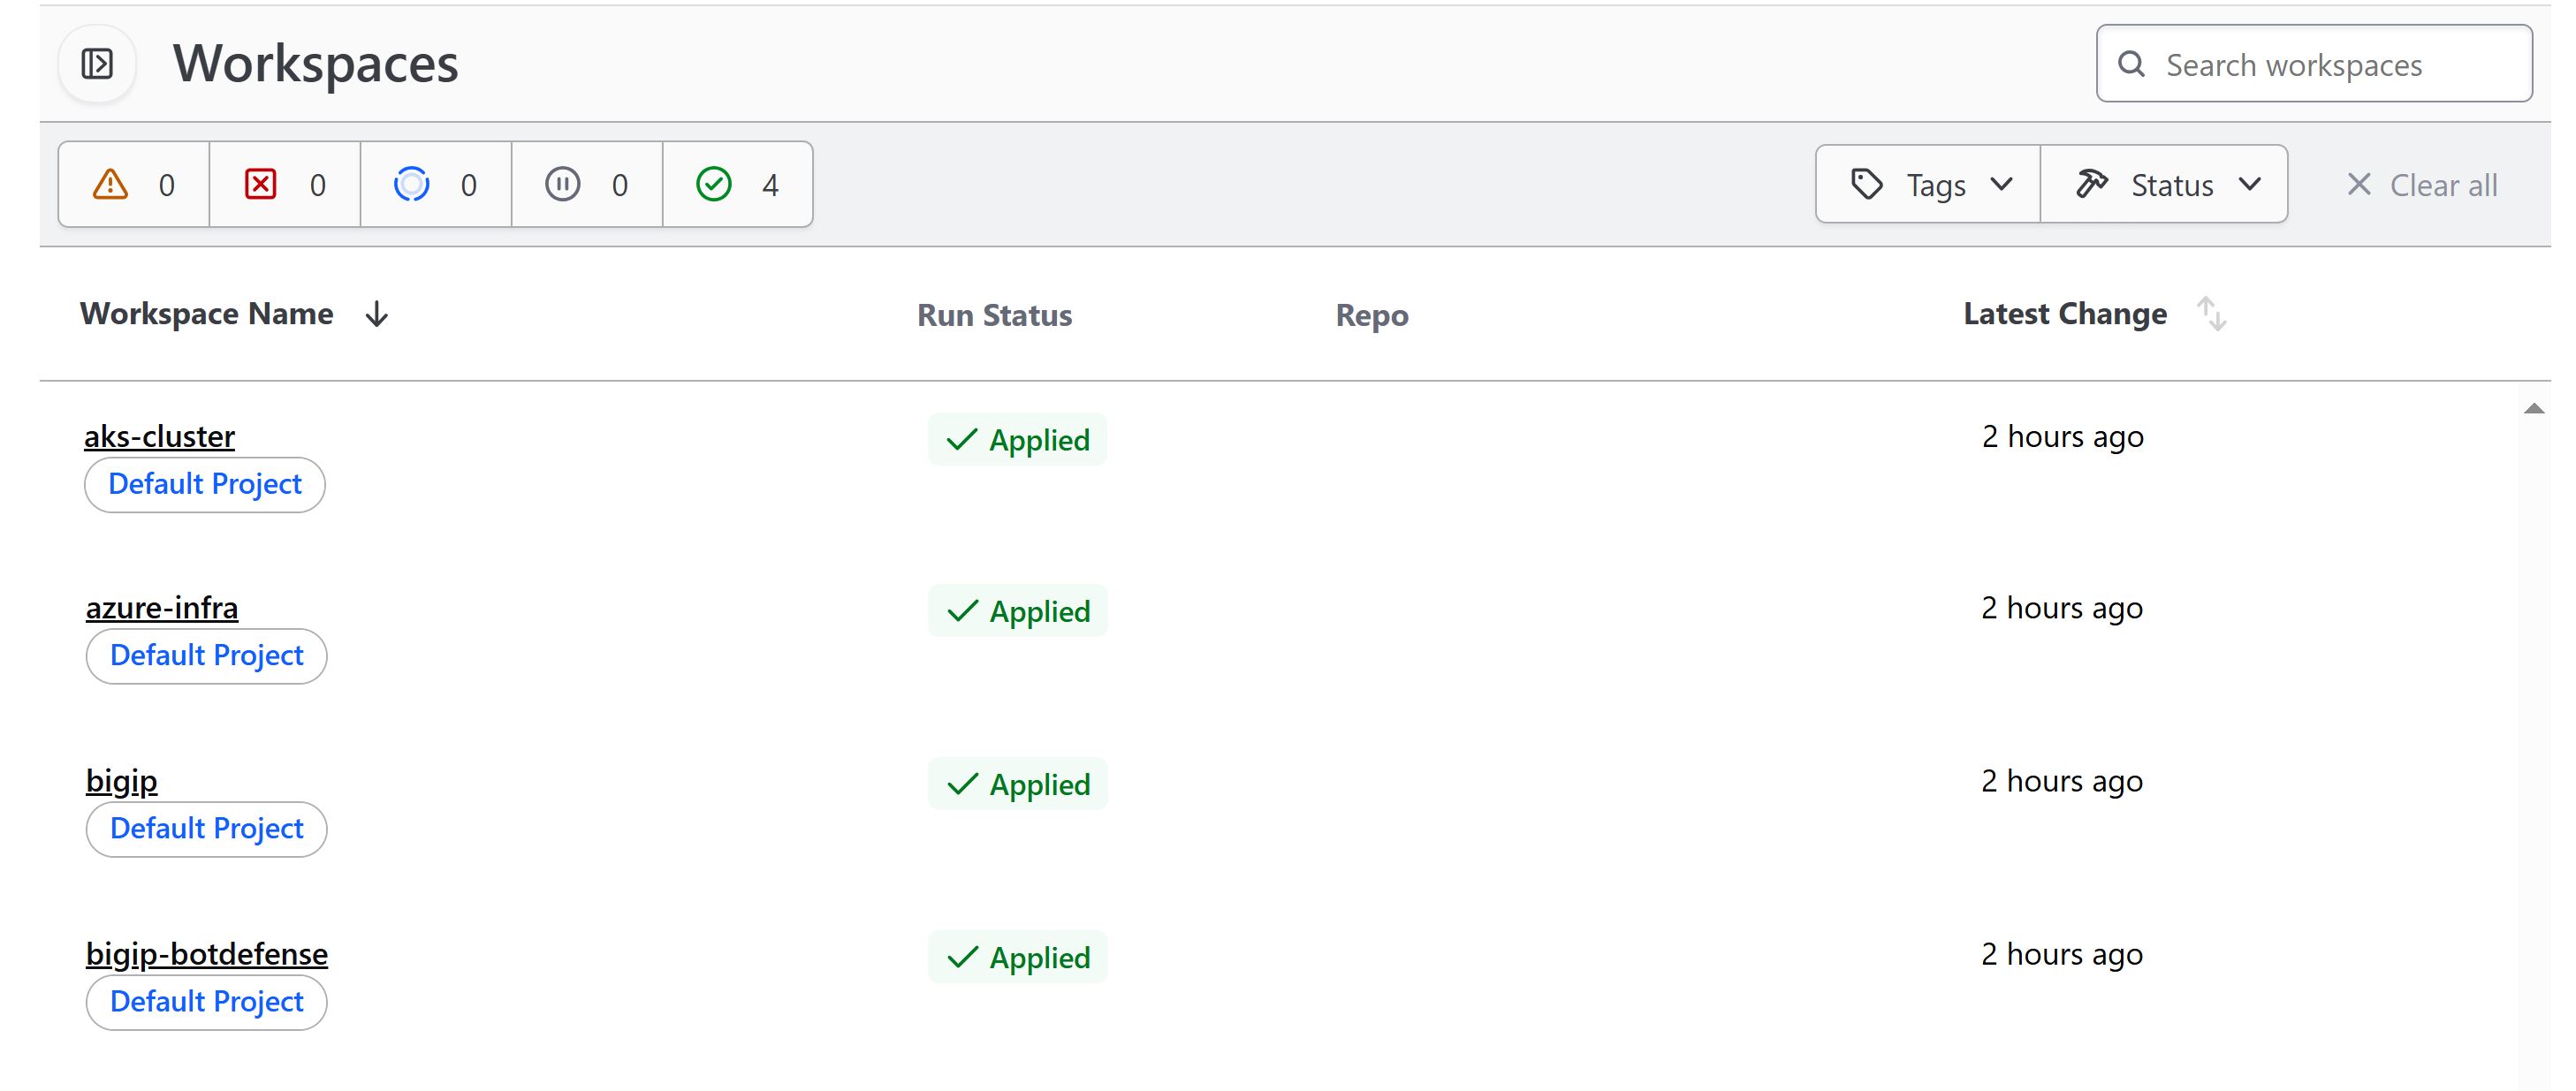 Workspaces
Search workspaces
0 0 0 0 4
Tags Status Clear all
Workspace Name Run Status Repo Latest Change
aks-cluster Applied 2 hours ago
Default Project
azure-infra Applied 2 hours ago
Default Project
bigip Applied 2 hours ago
Default Project
bigip-botdefense Applied 2 hours ago
Default Project